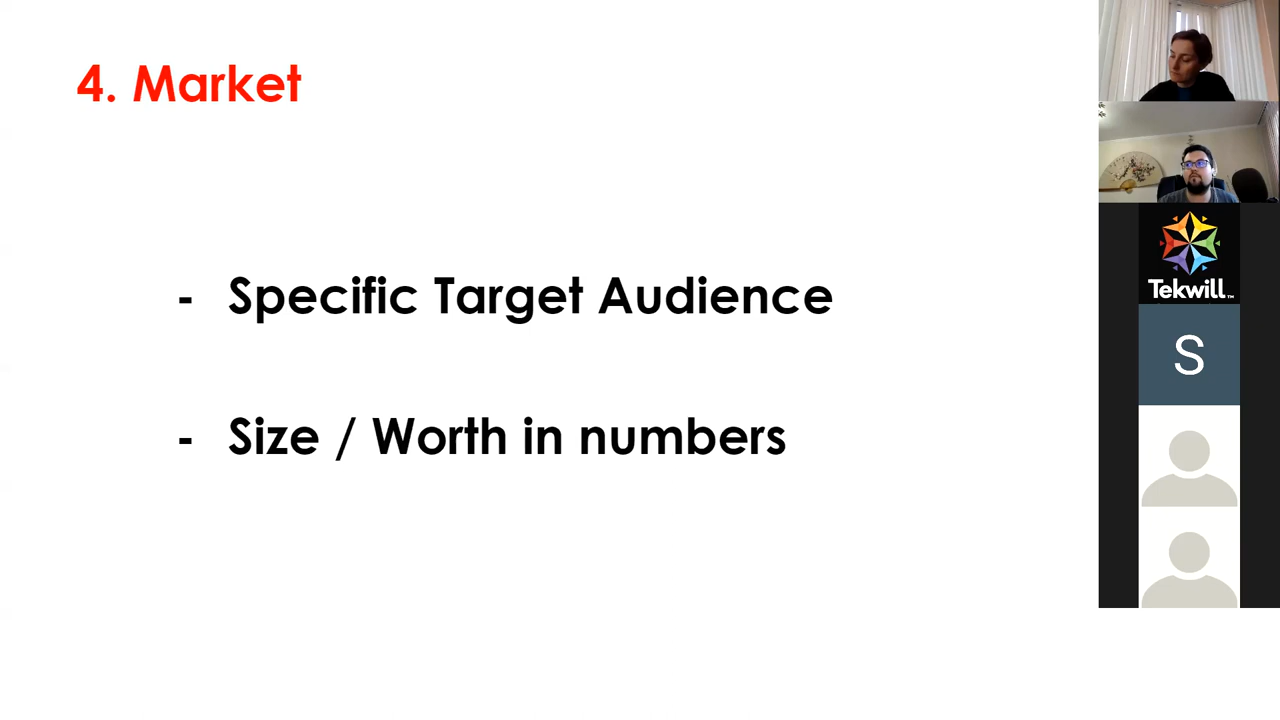 4. Market
- Specific Target Audience
- Size / Worth in numbers
Tekwill
S